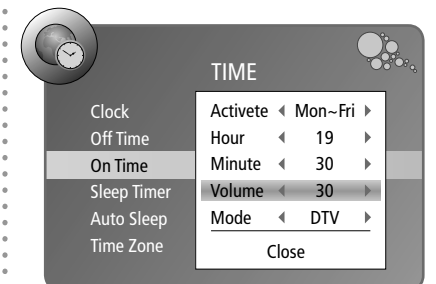 TIME
Clock
Off Time
On Time
Sleep Timer
Auto Sleep
Time Zone
Activete Mon~Fri
Hour 19
Minute 30
Volume 30
Mode DTV
Close